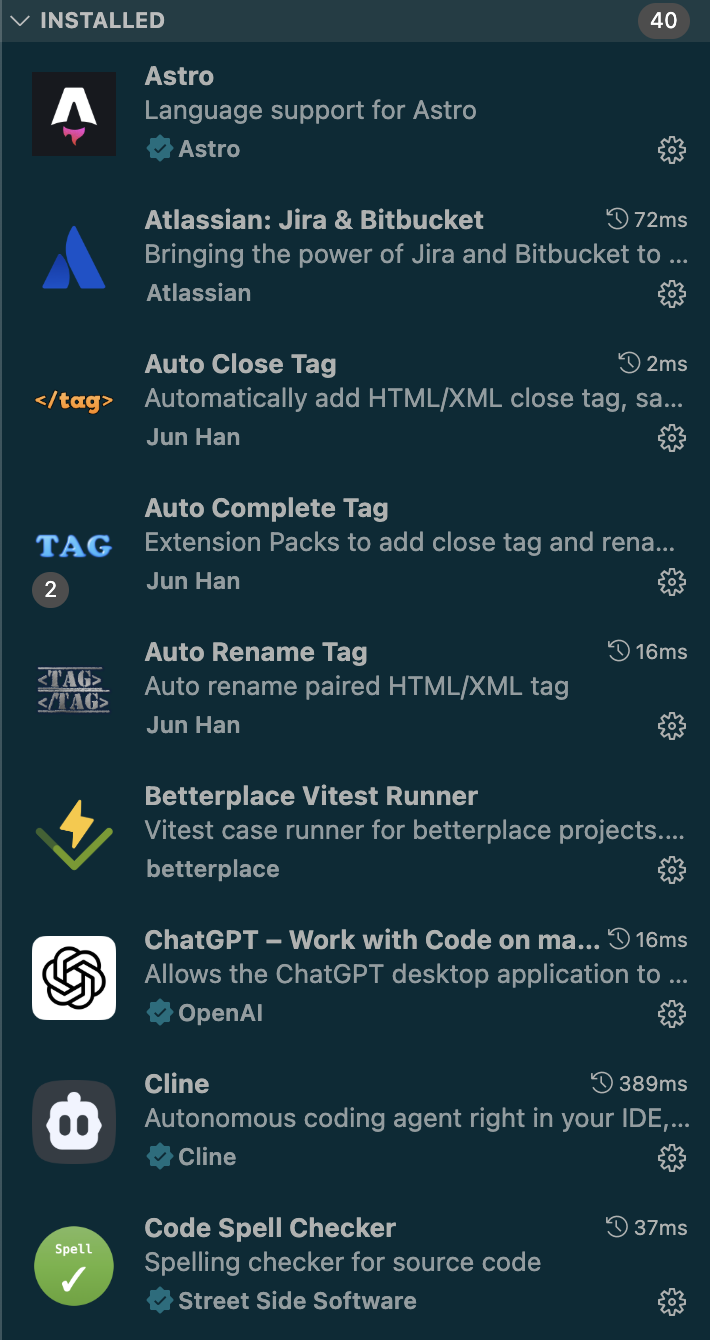 INSTALLED 40
Astro
Language support for Astro
Astro
Atlassian: Jira & Bitbucket 72ms
Bringing the power of Jira and Bitbucket to ...
Atlassian
</tag>
Auto Close Tag 2ms
Automatically add HTML/XML close tag, sa...
Jun Han
TAG
2
Auto Complete Tag
Extension Packs to add close tag and rena...
Jun Han
<TAG>
</TAG>
Auto Rename Tag 16ms
Auto rename paired HTML/XML tag
Jun Han
Betterplace Vitest Runner
Vitest case runner for betterplace projects....
betterplace
ChatGPT – Work with Code on ma... 16ms
Allows the ChatGPT desktop application to ...
OpenAI
Cline 389ms
Autonomous coding agent right in your IDE,...
Cline
Spell
Code Spell Checker 37ms
Spelling checker for source code
Street Side Software